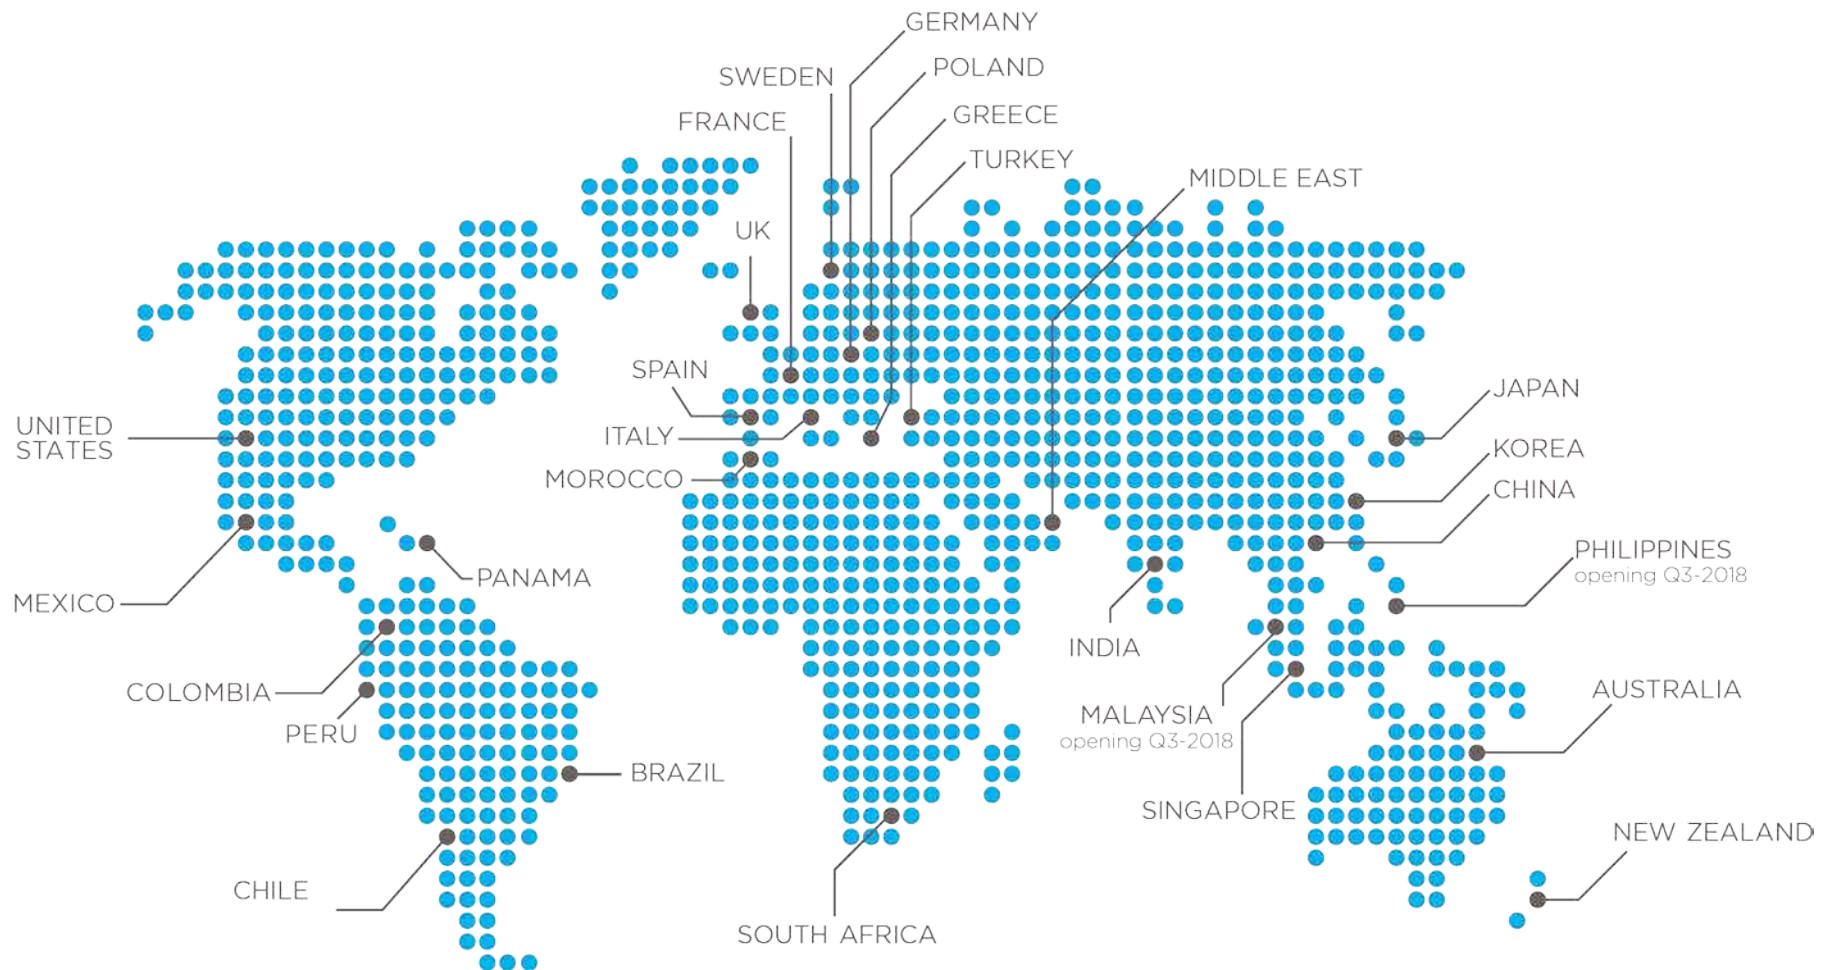 GERMANY
POLAND
SWEDEN
GREECE
FRANCE
TURKEY
MIDDLE EAST
UK
SPAIN
JAPAN
UNITED
STATES
ITALY
KOREA
MOROCCO
CHINA
PHILIPPINES
opening Q3-2018
PANAMA
MEXICO
INDIA
COLOMBIA
AUSTRALIA
MALAYSIA
opening Q3-2018
PERU
BRAZIL
SINGAPORE
NEW ZEALAND
CHILE
SOUTH AFRICA